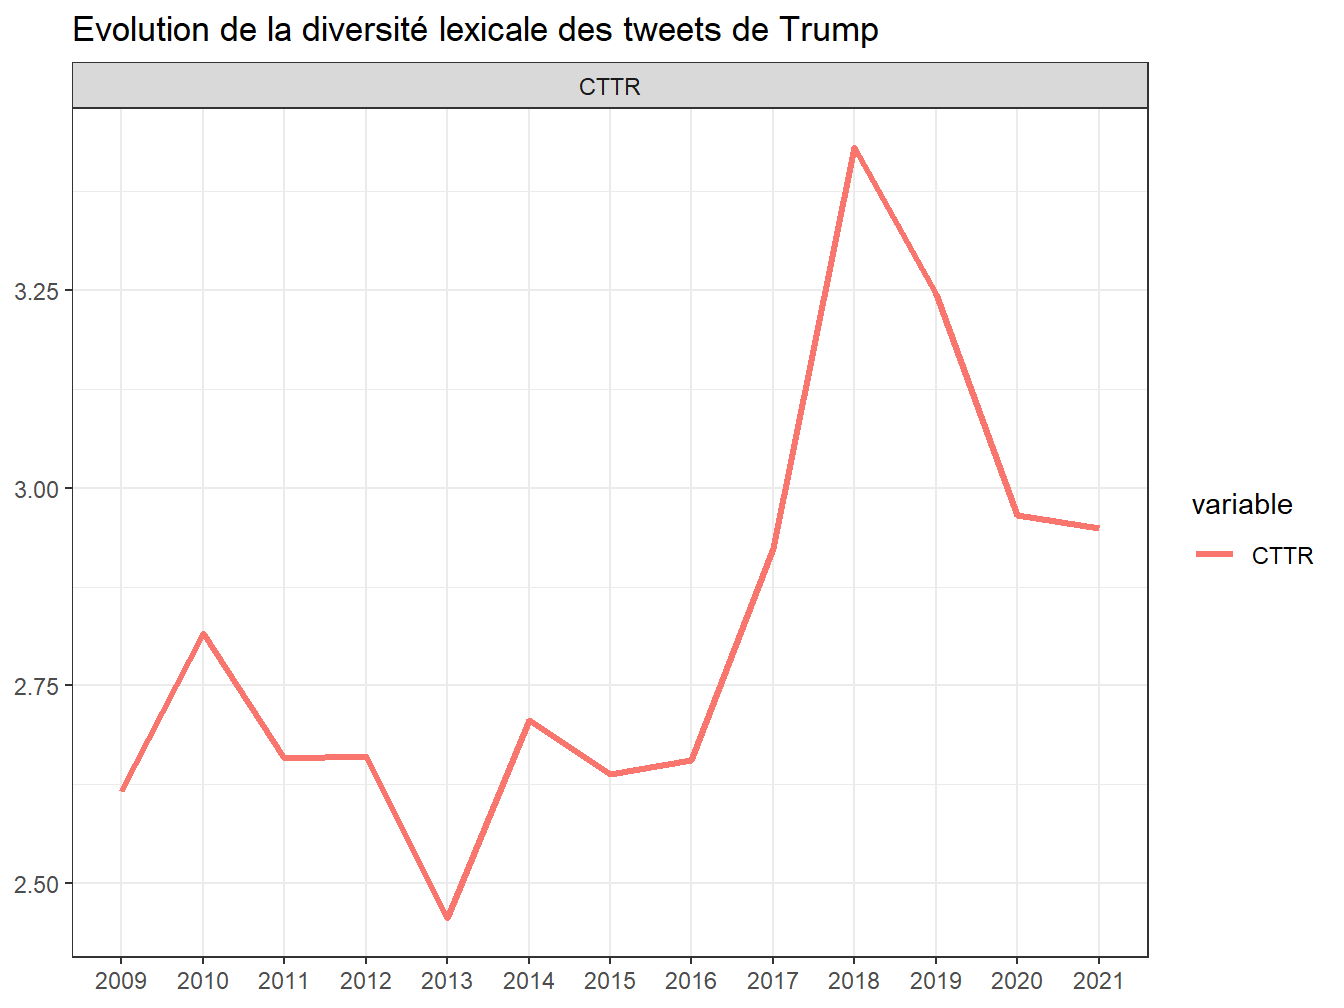 Evolution de la diversité lexicale des tweets de Trump
CTTR
3.25
3.00
2.75
2.50
2009 2010 2011 2012 2013 2014 2015 2016 2017 2018 2019 2020 2021
variable
CTTR